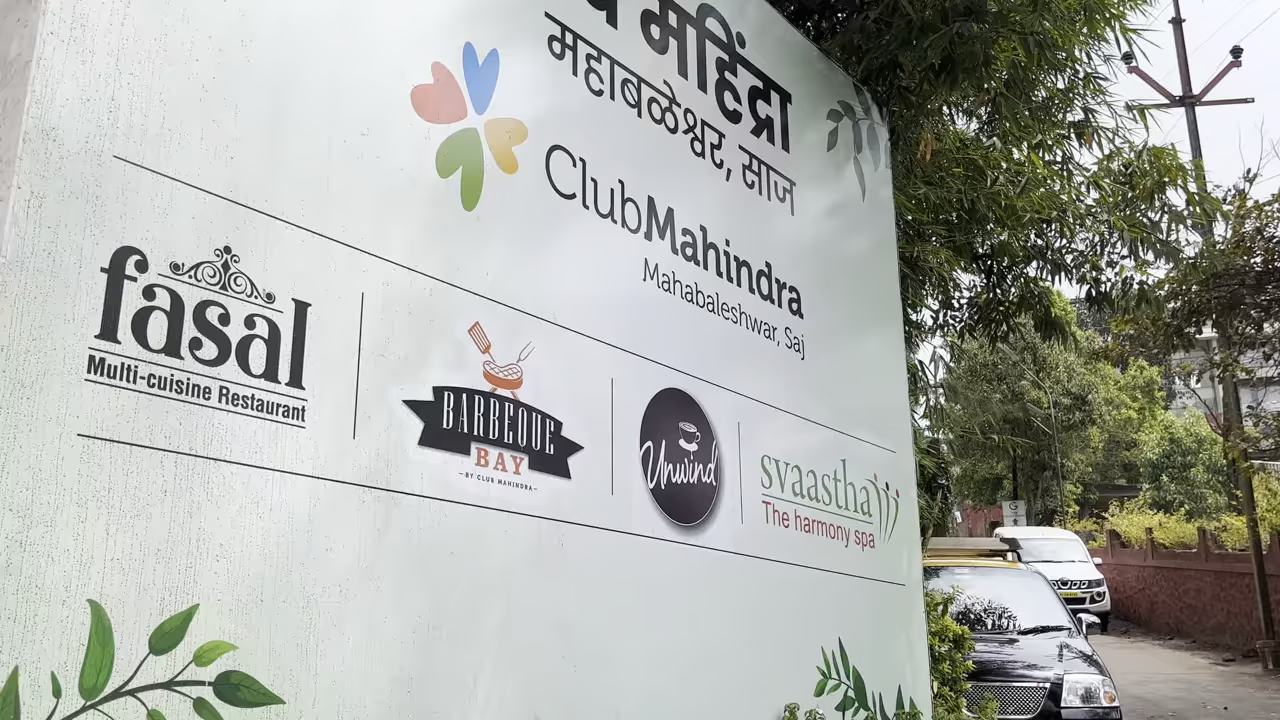 महिंद्रा
महाबळेश्वर, साज
ClubMahindra
Mahabaleshwar, Saj
fasal
Multi-cuisine Restaurant
BARBEQUE
BAY
-BY CLUB MAHINDRA-
Unwind
svaastha
The harmony spa